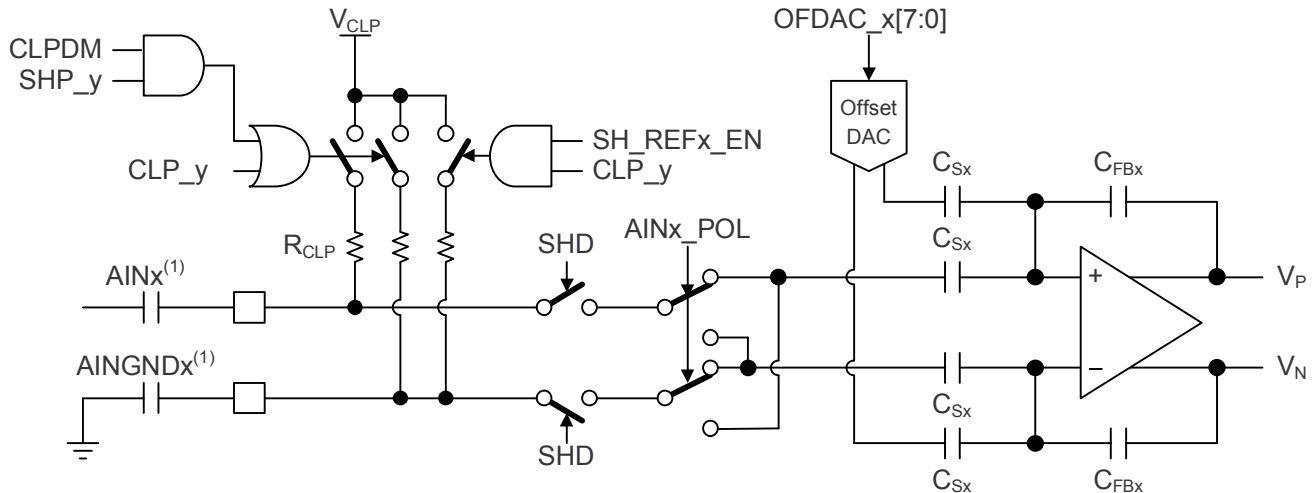 V_CLP
OFDAC_x[7:0]
CLPDM
SHP_y
Offset
DAC
SH_REFx_EN
CLP_y
CLP_y
C_Sx
C_FBx
R_CLP
SHD
AINx_POL
C_Sx
AINx(1)
+
V_P
AINGNDx(1)
−
V_N
C_Sx
SHD
C_Sx
C_FBx